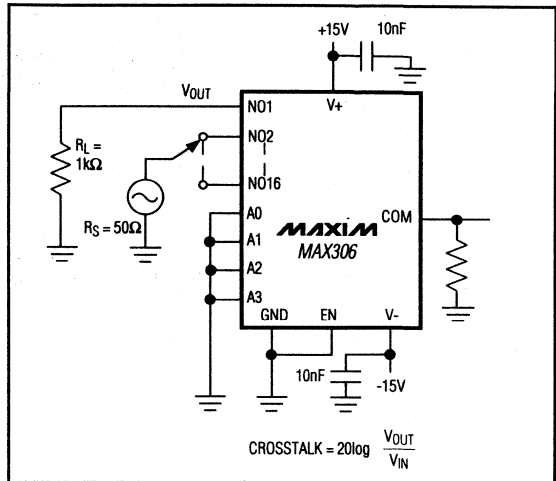 +15V
10nF
VOUT
NO1
V+
RL =
1kΩ
NO2
NO16
RS = 50Ω
A0
MAXIM
COM
A1
MAX306
A2
A3
GND
EN
V-
10nF
-15V
CROSSTALK = 20log VOUT
VIN